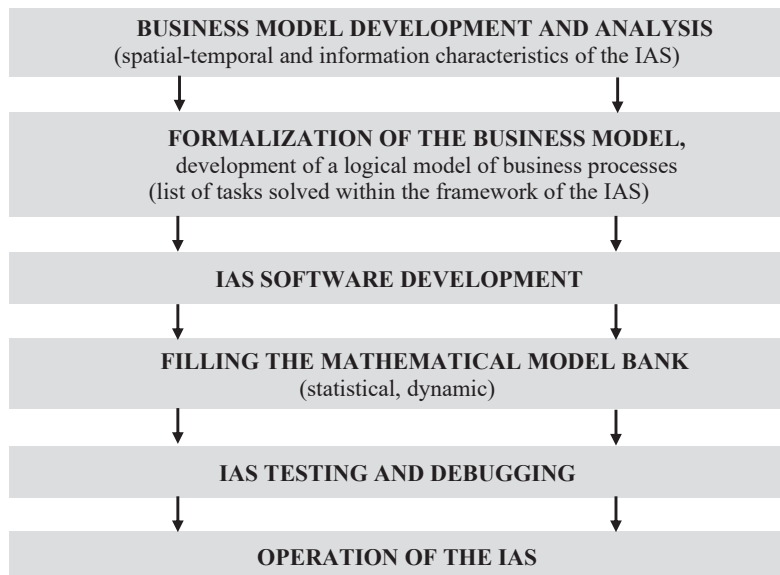 BUSINESS MODEL DEVELOPMENT AND ANALYSIS
(spatial-temporal and information characteristics of the IAS)
FORMALIZATION OF THE BUSINESS MODEL,
development of a logical model of business processes
(list of tasks solved within the framework of the IAS)
IAS SOFTWARE DEVELOPMENT
FILLING THE MATHEMATICAL MODEL BANK
(statistical, dynamic)
IAS TESTING AND DEBUGGING
OPERATION OF THE IAS